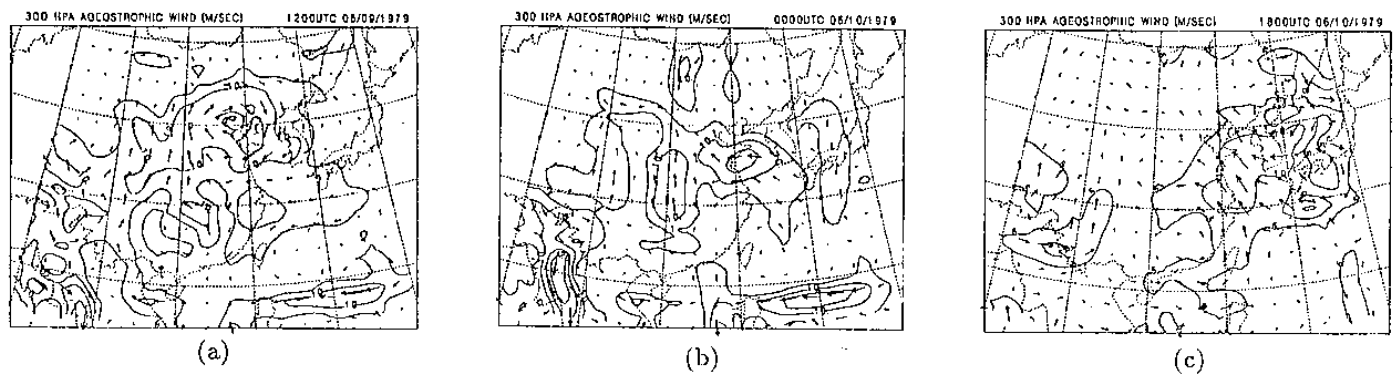 300 HPA AGEOSTROPHIC WIND (M/SEC) 1200UTC 06/09/1979
300 HPA AGEOSTROPHIC WIND (M/SEC) 0000UTC 06/10/1979
300 HPA AGEOSTROPHIC WIND (M/SEC) 1800UTC 06/10/1979
(a)
(b)
(c)